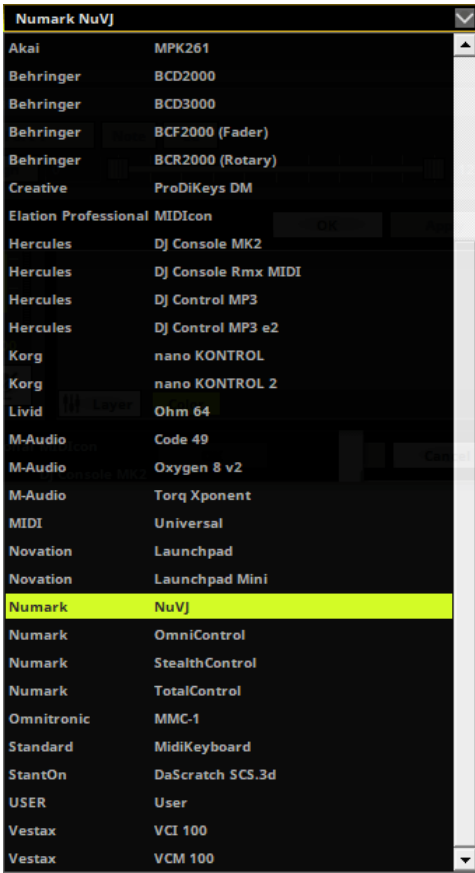 Numark NuVJ
Akai MPK261
Behringer BCD2000
Behringer BCD3000
Behringer BCF2000 (Fader)
Behringer BCR2000 (Rotary)
Creative ProDiKeys DM
Elation Professional MIDIcon
Hercules DJ Console MK2
Hercules DJ Console Rmx MIDI
Hercules DJ Control MP3
Hercules DJ Control MP3 e2
Korg nano KONTROL
Korg nano KONTROL 2
Livid Ohm 64
M-Audio Code 49
M-Audio Oxygen 8 v2
M-Audio Torq Xponent
MIDI Universal
Novation Launchpad
Novation Launchpad Mini
Numark NuVJ
Numark OmniControl
Numark StealthControl
Numark TotalControl
Omnitronic MMC-1
Standard MidiKeyboard
StantOn DaScratch SCS.3d
USER User
Vestax VCI 100
Vestax VCM 100